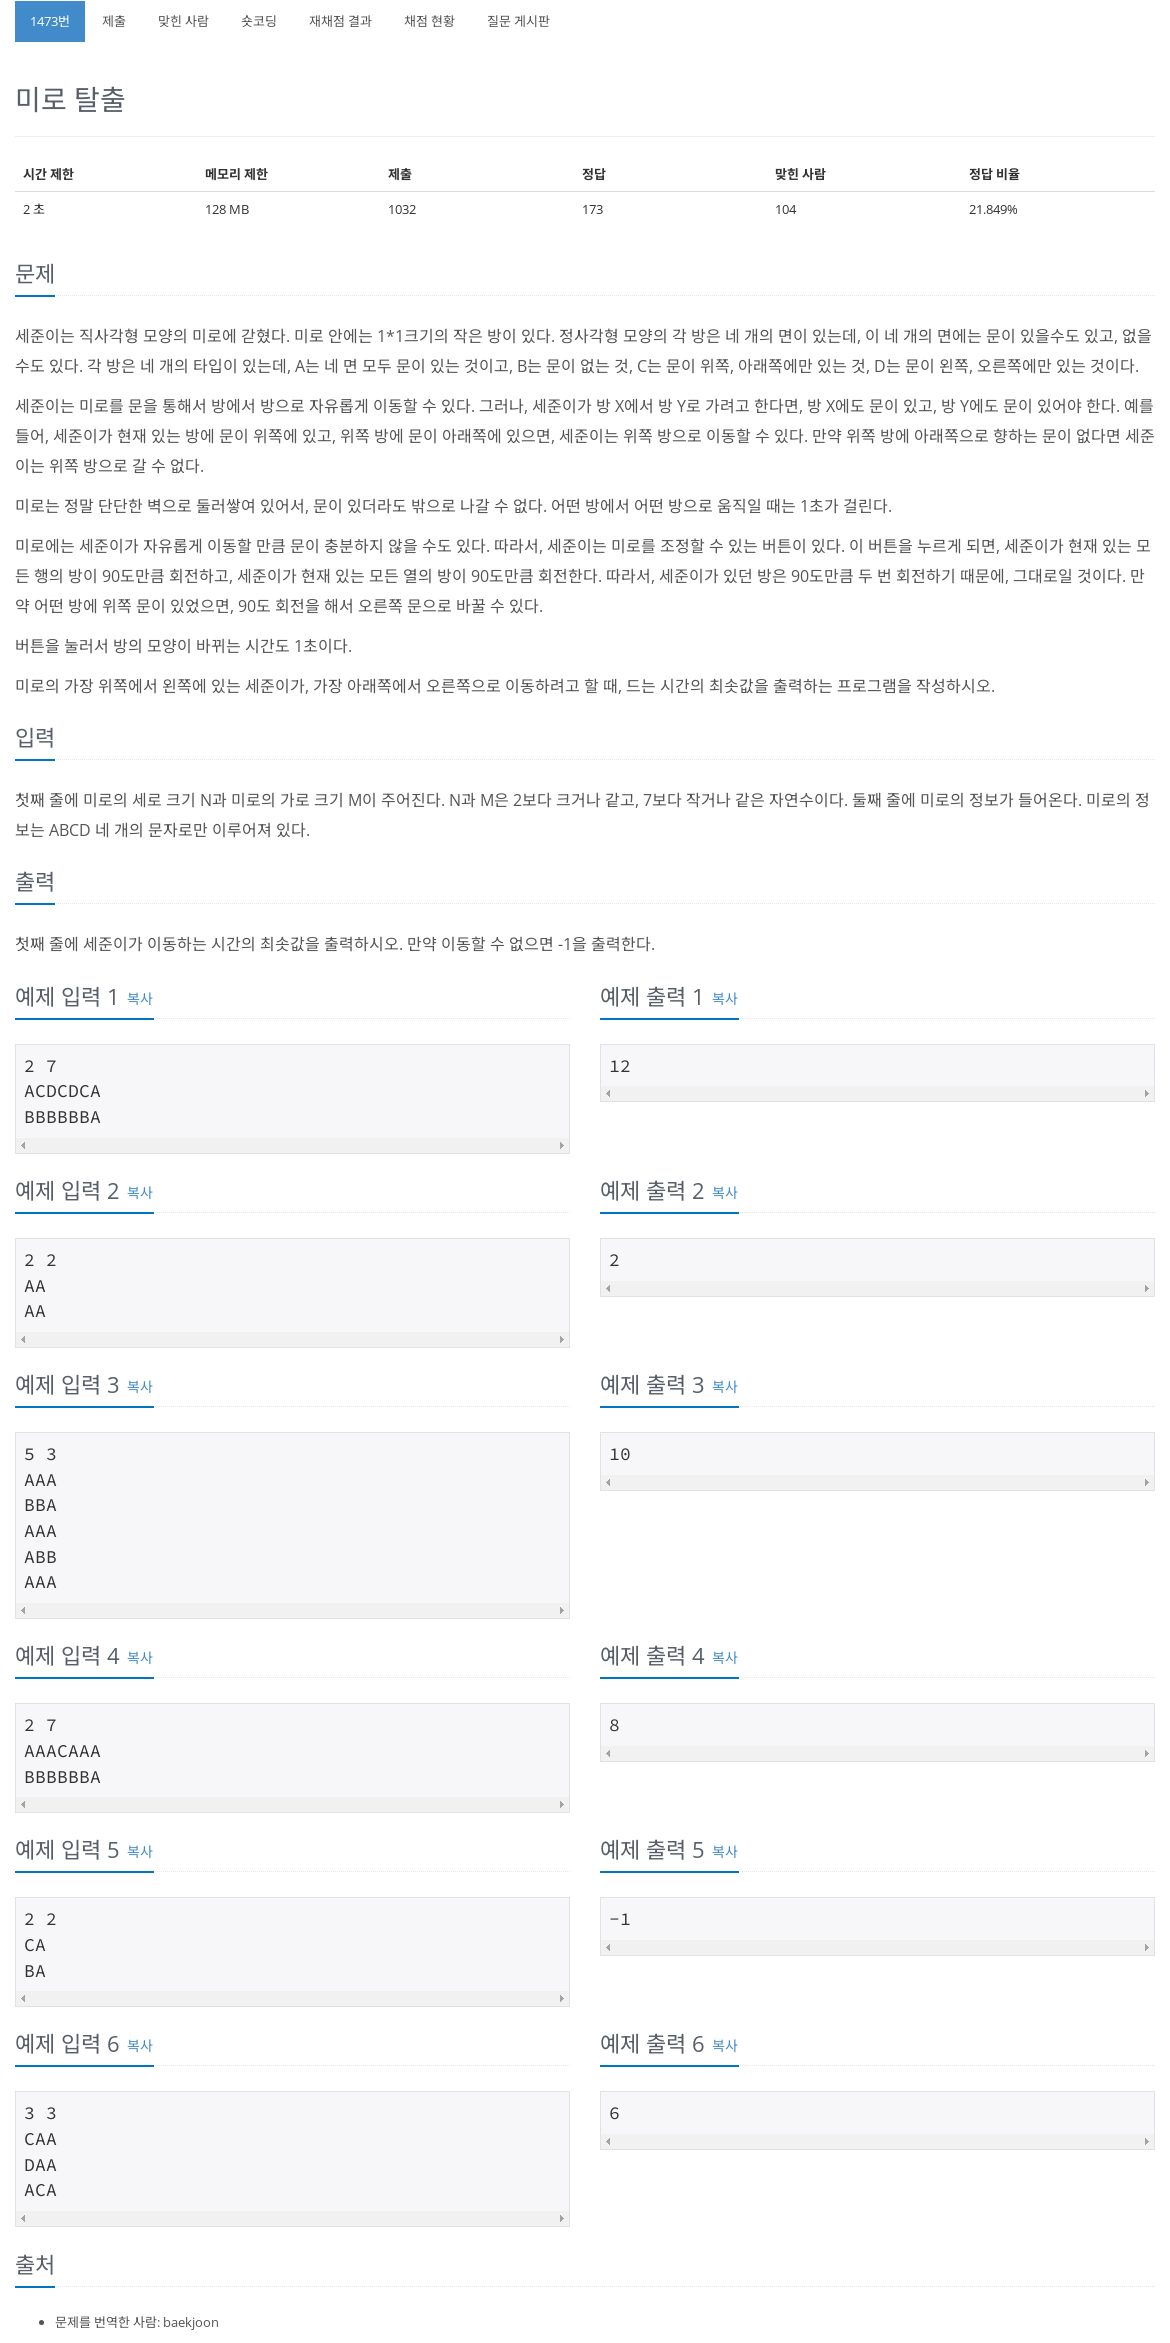 1473번 제출 맞힌 사람 숏코딩 재채점 결과 채점 현황 질문 게시판
미로 탈출
시간 제한 메모리 제한 제출 정답 맞힌 사람 정답 비율
2 초 128 MB 1032 173 104 21.849%
문제
세준이는 직사각형 모양의 미로에 갇혔다. 미로 안에는 1*1크기의 작은 방이 있다. 정사각형 모양의 각 방은 네 개의 면이 있는데, 이 네 개의 면에는 문이 있을수도 있고, 없을
수도 있다. 각 방은 네 개의 타입이 있는데, A는 네 면 모두 문이 있는 것이고, B는 문이 없는 것, C는 문이 위쪽, 아래쪽에만 있는 것, D는 문이 왼쪽, 오른쪽에만 있는 것이다.
세준이는 미로를 문을 통해서 방에서 방으로 자유롭게 이동할 수 있다. 그러나, 세준이가 방 X에서 방 Y로 가려고 한다면, 방 X에도 문이 있고, 방 Y에도 문이 있어야 한다. 예를
들어, 세준이가 현재 있는 방에 문이 위쪽에 있고, 위쪽 방에 문이 아래쪽에 있으면, 세준이는 위쪽 방으로 이동할 수 있다. 만약 위쪽 방에 아래쪽으로 향하는 문이 없다면 세준
이는 위쪽 방으로 갈 수 없다.
미로는 정말 단단한 벽으로 둘러쌓여 있어서, 문이 있더라도 밖으로 나갈 수 없다. 어떤 방에서 어떤 방으로 움직일 때는 1초가 걸린다.
미로에는 세준이가 자유롭게 이동할 만큼 문이 충분하지 않을 수도 있다. 따라서, 세준이는 미로를 조정할 수 있는 버튼이 있다. 이 버튼을 누르게 되면, 세준이가 현재 있는 모
든 행의 방이 90도만큼 회전하고, 세준이가 현재 있는 모든 열의 방이 90도만큼 회전한다. 따라서, 세준이가 있던 방은 90도만큼 두 번 회전하기 때문에, 그대로일 것이다. 만
약 어떤 방에 위쪽 문이 있었으면, 90도 회전을 해서 오른쪽 문으로 바꿀 수 있다.
버튼을 눌러서 방의 모양이 바뀌는 시간도 1초이다.
미로의 가장 위쪽에서 왼쪽에 있는 세준이가, 가장 아래쪽에서 오른쪽으로 이동하려고 할 때, 드는 시간의 최솟값을 출력하는 프로그램을 작성하시오.
입력
첫째 줄에 미로의 세로 크기 N과 미로의 가로 크기 M이 주어진다. N과 M은 2보다 크거나 같고, 7보다 작거나 같은 자연수이다. 둘째 줄에 미로의 정보가 들어온다. 미로의 정
보는 ABCD 네 개의 문자로만 이루어져 있다.
출력
첫째 줄에 세준이가 이동하는 시간의 최솟값을 출력하시오. 만약 이동할 수 없으면 -1을 출력한다.
예제 입력 1 복사
2 7
ACDCDCA
BBBBBBA
예제 출력 1 복사
12
예제 입력 2 복사
2 2
AA
AA
예제 출력 2 복사
2
예제 입력 3 복사
5 3
AAA
BBA
AAA
ABB
AAA
예제 출력 3 복사
10
예제 입력 4 복사
2 7
AAACAAA
BBBBBBA
예제 출력 4 복사
8
예제 입력 5 복사
2 2
CA
BA
예제 출력 5 복사
-1
예제 입력 6 복사
3 3
CAA
DAA
ACA
예제 출력 6 복사
6
출처
문제를 번역한 사람: baekjoon